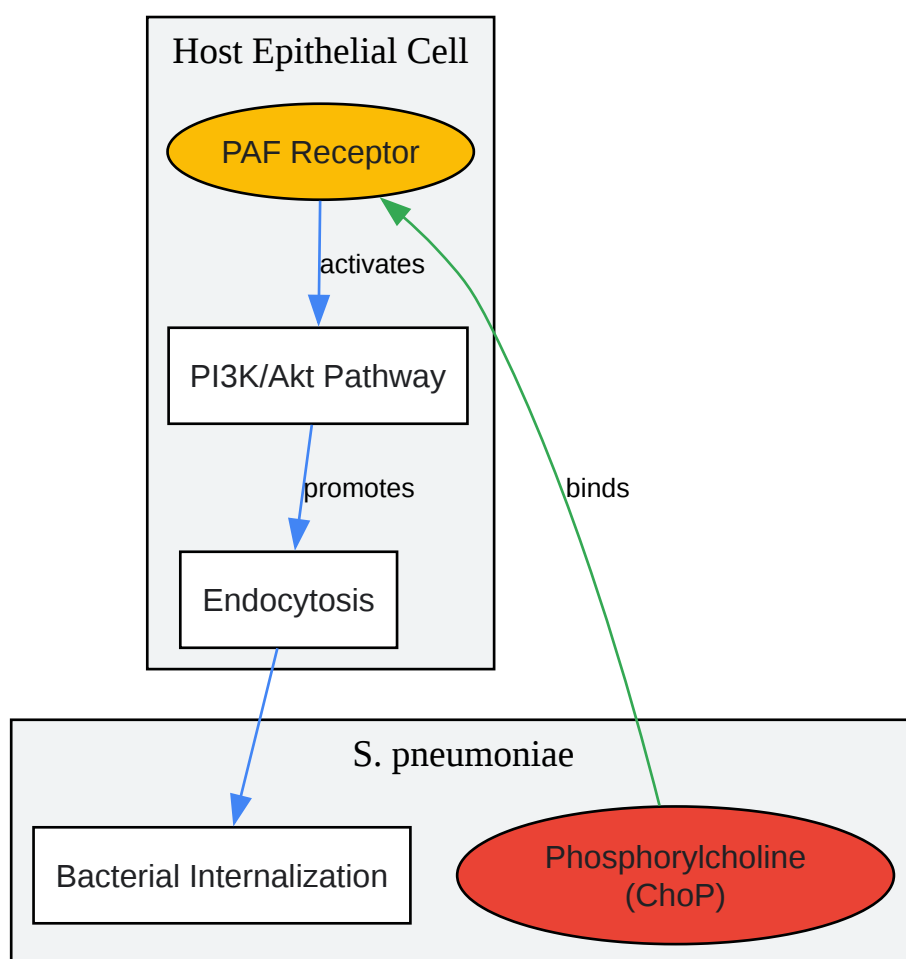 Host Epithelial Cell
PAF Receptor
activates
PI3K/Akt Pathway
promotes
binds
Endocytosis
S. pneumoniae
Bacterial Internalization
Phosphorylcholine
(ChoP)